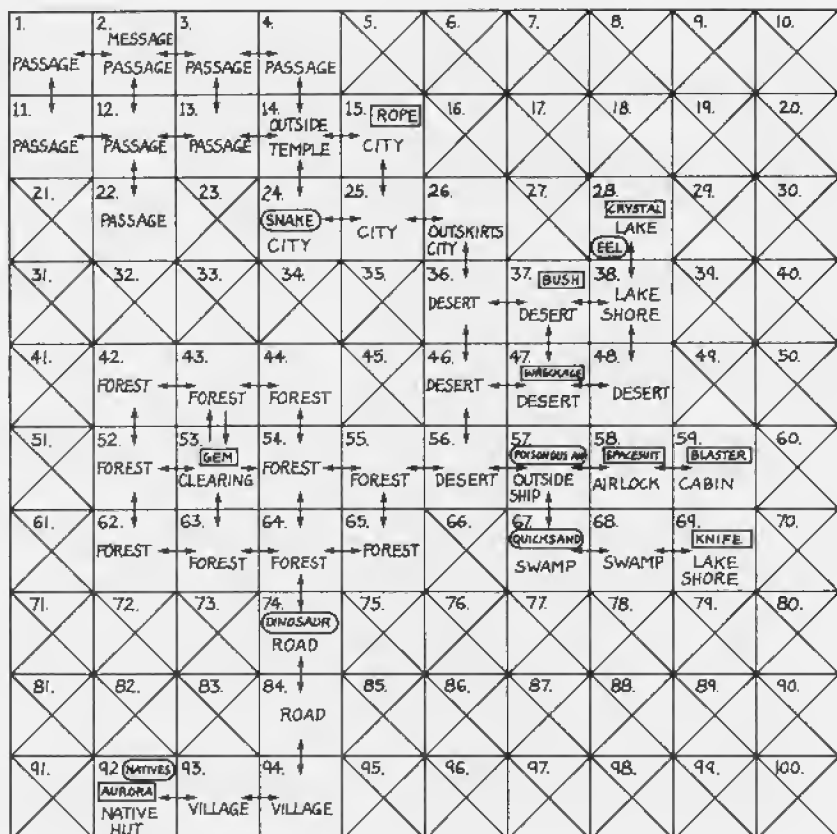 1.
PASSAGE
2.
MESSAGE
PASSAGE
3.
PASSAGE
4.
PASSAGE
5.
6.
7.
8.
9.
10.
11.
PASSAGE
12.
PASSAGE
13.
PASSAGE
14.
OUTSIDE
TEMPLE
15.
ROPE
CITY
16.
17.
18.
19.
20.
21.
22.
PASSAGE
23.
24.
SNAKE
CITY
25.
CITY
26.
OUTSKIRTS
CITY
27.
28.
CRYSTAL
LAKE
EEL
29.
30.
31.
32.
33.
34.
35.
36.
DESERT
37.
BUSH
DESERT
38.
LAKE
SHORE
39.
40.
41.
42.
FOREST
43.
FOREST
44.
FOREST
45.
46.
DESERT
47.
DESERT
48.
DESERT
49.
50.
51.
52.
FOREST
53.
GEM
CLEARING
54.
FOREST
55.
FOREST
56.
DESERT
57.
POISONOUS AIR
OUTSIDE
SHIP
58.
SPACESUIT
AIRLOCK
59.
BLASTER
CABIN
60.
61.
62.
FOREST
63.
FOREST
64.
FOREST
65.
FOREST
66.
67.
QUICKSAND
SWAMP
68.
SWAMP
69.
KNIFE
LAKE
SHORE
70.
71.
72.
73.
74.
DINOSAUR
ROAD
75.
76.
77.
78.
79.
80.
81.
82.
83.
84.
ROAD
85.
86.
87.
88.
89.
90.
91.
92
NATIVES
AURORA
NATIVE
HUT
93.
VILLAGE
94.
VILLAGE
95.
96.
97.
98.
99.
100.